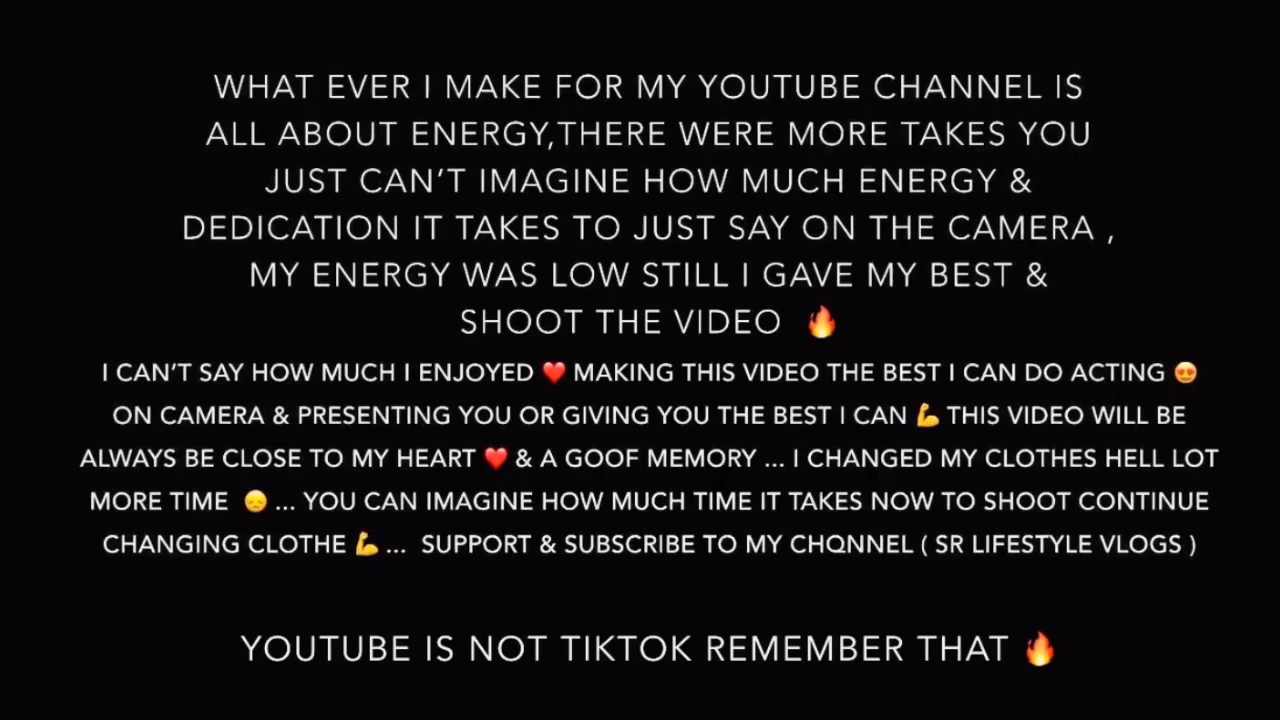 WHAT EVER I MAKE FOR MY YOUTUBE CHANNEL IS
ALL ABOUT ENERGY,THERE WERE MORE TAKES YOU
JUST CAN'T IMAGINE HOW MUCH ENERGY &
DEDICATION IT TAKES TO JUST SAY ON THE CAMERA ,
MY ENERGY WAS LOW STILL I GAVE MY BEST &
SHOOT THE VIDEO 🔥
I CAN'T SAY HOW MUCH I ENJOYED ❤️ MAKING THIS VIDEO THE BEST I CAN DO ACTING 😍
ON CAMERA & PRESENTING YOU OR GIVING YOU THE BEST I CAN 💪 THIS VIDEO WILL BE
ALWAYS BE CLOSE TO MY HEART ❤️ & A GOOF MEMORY ... I CHANGED MY CLOTHES HELL LOT
MORE TIME 😞 ... YOU CAN IMAGINE HOW MUCH TIME IT TAKES NOW TO SHOOT CONTINUE
CHANGING CLOTHE 💪 ... SUPPORT & SUBSCRIBE TO MY CHQNNEL ( SR LIFESTYLE VLOGS )
YOUTUBE IS NOT TIKTOK REMEMBER THAT 🔥